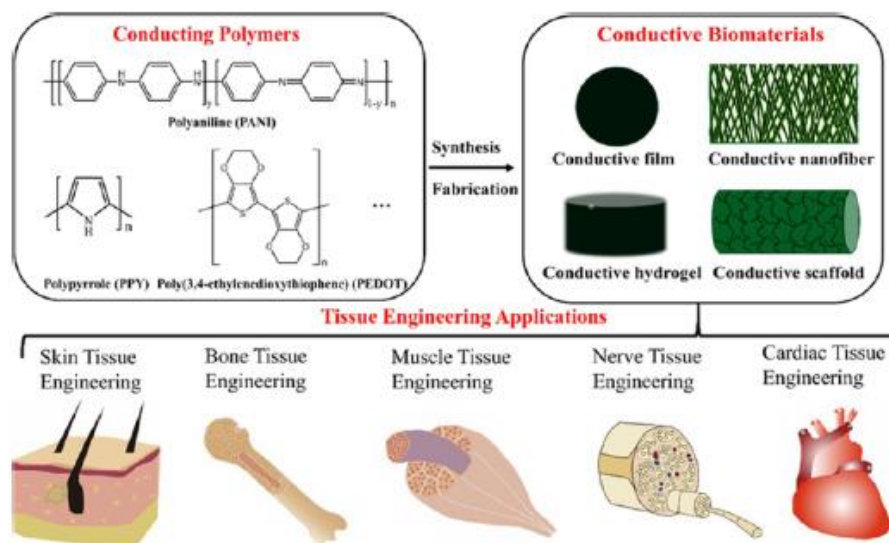 Conducting Polymers
H
N
H
N
N
N
y
1-y
n
Polyaniline (PANI)
N
H
n
O
O
S
S
O
O
n
...
Polypyrrole (PPY)
Poly(3,4-ethylenedioxythiophene) (PEDOT)
Synthesis
Fabrication
Conductive Biomaterials
Conductive film
Conductive nanofiber
Conductive hydrogel
Conductive scaffold
Tissue Engineering Applications
Skin Tissue
Engineering
Bone Tissue
Engineering
Muscle Tissue
Engineering
Nerve Tissue
Engineering
Cardiac Tissue
Engineering